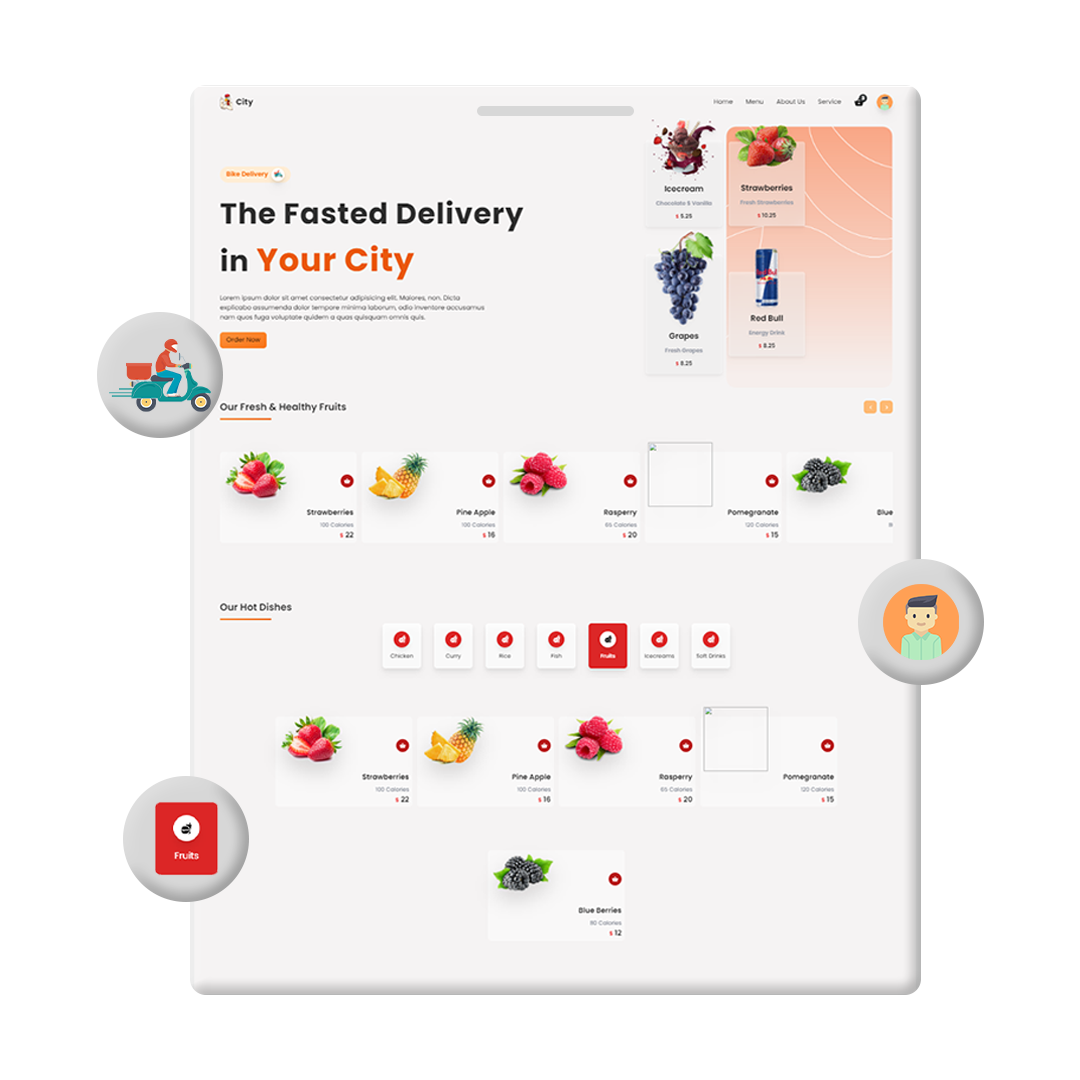 City
Home Menu About Us Service
Bike Delivery
The Fasted Delivery
in Your City
Lorem ipsum dolor sit amet consectetur adipisicing elit. Maiores, non. Dicta
explicabo assumenda dolor tempore minima laborum, odio inventore accusamus
nam quos fuga voluptate quidem a quas quisquam omnis quis.
Order Now
Icecream
Chocolate & Vanilla
$ 5.25
Strawberries
Fresh Strawberries
$ 10.25
Grapes
Fresh Grapes
$ 8.25
Red Bull
Energy Drink
$ 8.25
Our Fresh & Healthy Fruits
Strawberries
100 Calories
$ 22
Pine Apple
100 Calories
$ 16
Rasperry
65 Calories
$ 20
Pomegranate
120 Calories
$ 15
Blue
Our Hot Dishes
Chicken Curry Rice Fish Fruits Icecreams Soft Drinks
Strawberries
100 Calories
$ 22
Pine Apple
100 Calories
$ 16
Rasperry
65 Calories
$ 20
Pomegranate
120 Calories
$ 15
Fruits
Blue Berries
80 Calories
$ 12